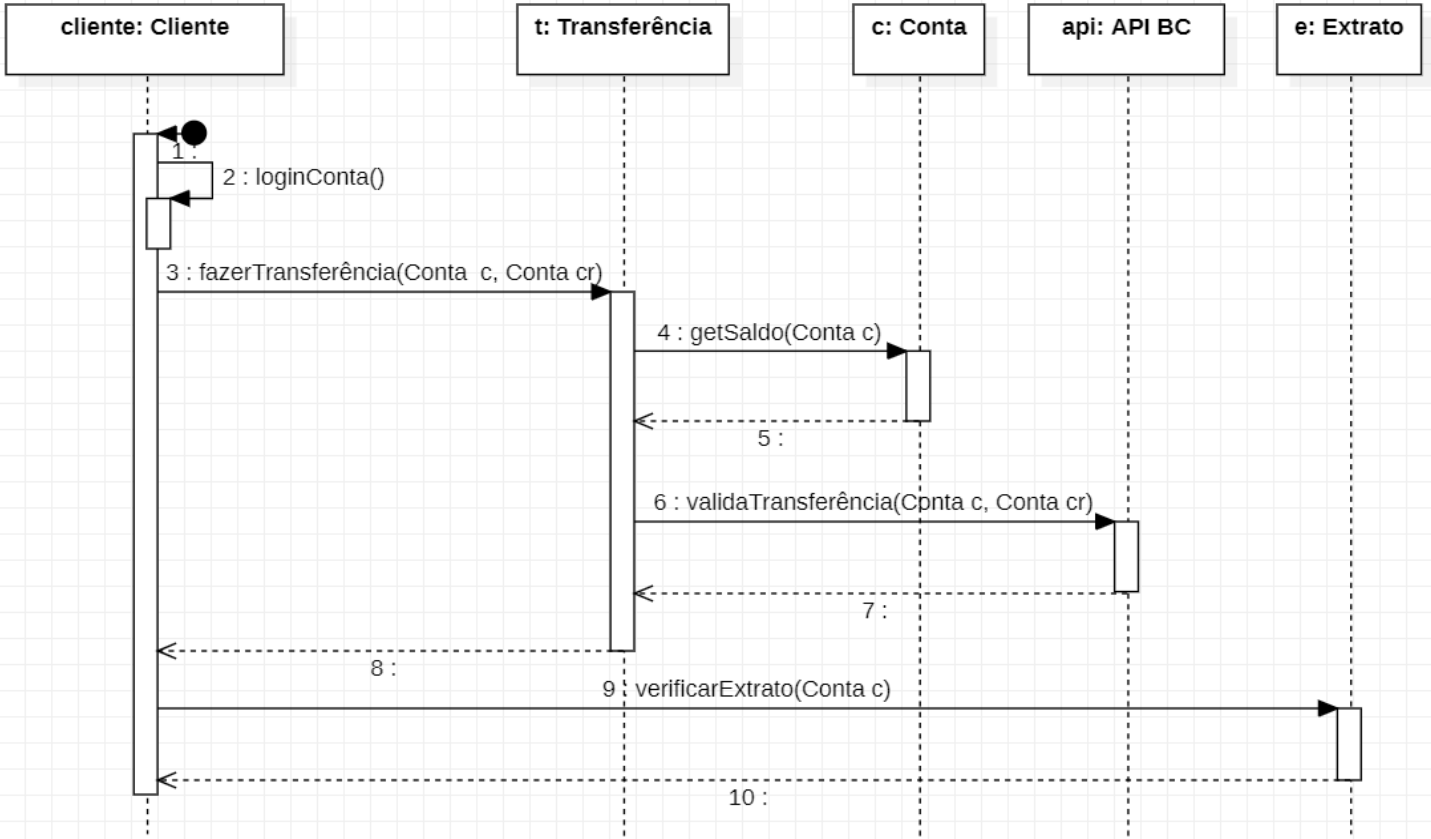 cliente: Cliente
t: Transferência
c: Conta
api: API BC
e: Extrato
1 :
2 : loginConta()
3 : fazerTransferência(Conta  c, Conta cr)
4 : getSaldo(Conta c)
5 :
6 : validaTransferência(Conta c, Conta cr)
7 :
8 :
9 : verificarExtrato(Conta c)
10 :